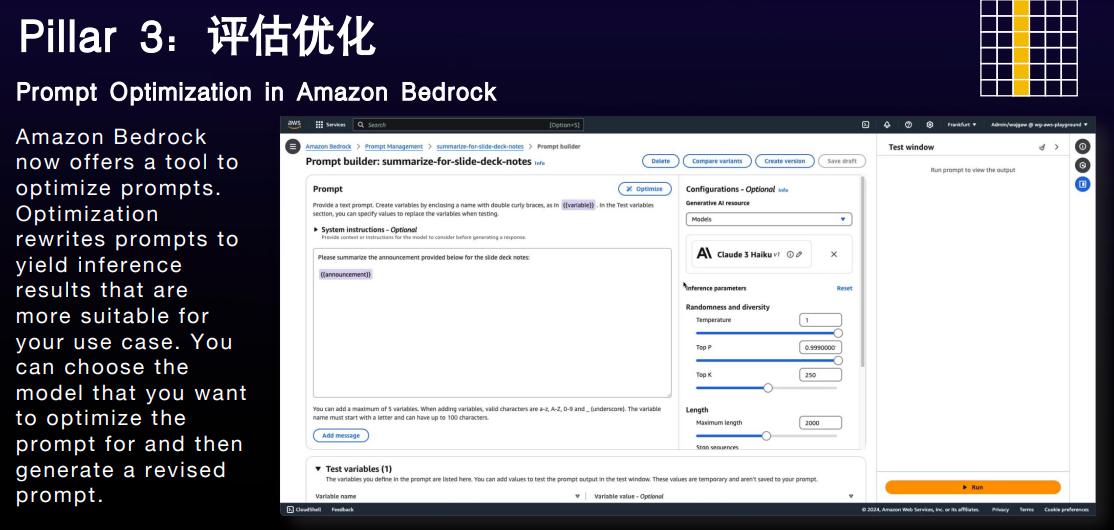 Pillar 3：评估优化
Prompt Optimization in Amazon Bedrock
Amazon Bedrock
now offers a tool to
optimize prompts.
Optimization
rewrites prompts to
yield inference
results that are
more suitable for
your use case. You
can choose the
model that you want
to optimize the
prompt for and then
generate a revised
prompt.
aws Services Search [Option+S] Frankfurt Admin/wojgaw @ wg-aws-playground
Amazon Bedrock > Prompt Management > summarize-for-slide-deck-notes > Prompt builder
Prompt builder: summarize-for-slide-deck-notes Info
Delete Compare variants Create version Save draft
Prompt
Optimize
Provide a text prompt. Create variables by enclosing a name with double curly braces, as in {{variable}}. In the Test variables
section, you can specify values to replace the variables when testing.
System instructions - Optional
Provide context or instructions for the model to consider before generating a response.
Please summarize the announcement provided below for the slide deck notes:
{{announcement}}
You can add a maximum of 5 variables. When adding variables, valid characters are a-z, A-Z, 0-9 and _ (underscore). The variable
name must start with a letter and can have up to 100 characters.
Add message
Configurations - Optional Info
Generative AI resource
Models
Claude 3 Haiku v1
Inference parameters Reset
Randomness and diversity
Temperature 1
Top P 0.9990000
Top K 250
Length
Maximum length 2000
Stop sequences
Test variables (1)
The variables you define in the prompt are listed here. You can add values to test the prompt output in the test window. These values are temporary and aren't saved to your prompt.
Variable name Variable value - Optional
Test window
Run prompt to view the output
Run
CloudShell Feedback © 2024, Amazon Web Services, Inc. or its affiliates. Privacy Terms Cookie preferences